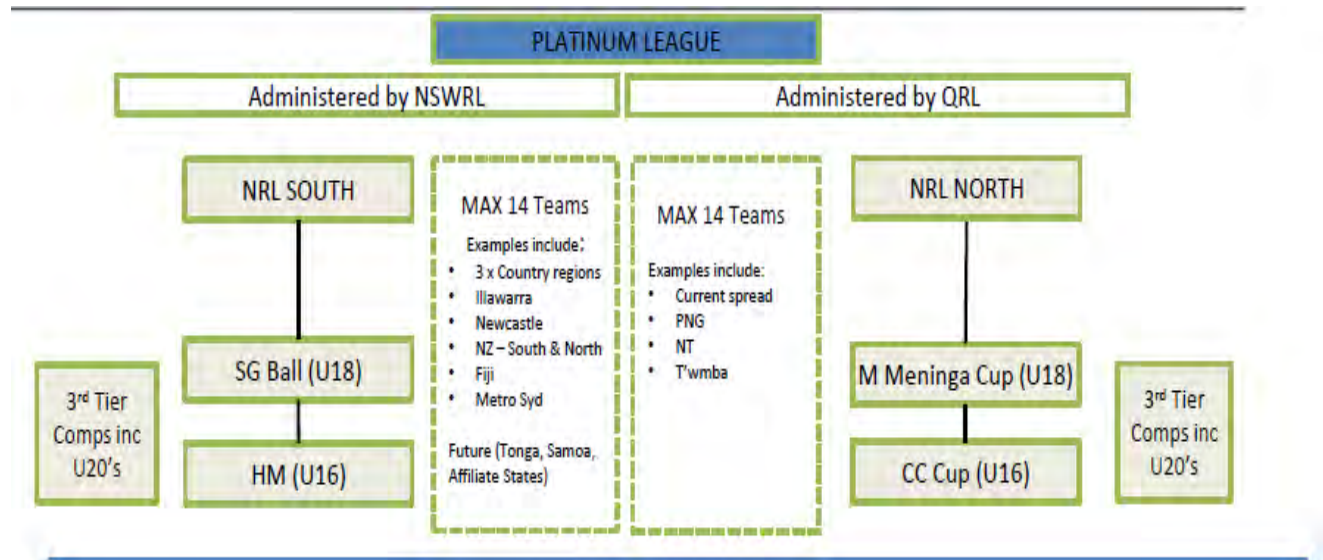 PLATINUM LEAGUE
Administered by NSWRL
Administered by QRL
NRL SOUTH
SG Ball (U18)
HM (U16)
3rd Tier
Comps inc
U20's
MAX 14 Teams
Examples include:
• 3 x Country regions
• Illawarra
• Newcastle
• NZ – South & North
• Fiji
• Metro Syd
Future (Tonga, Samoa,
Affiliate States)
MAX 14 Teams
Examples include:
• Current spread
• PNG
• NT
• T'wmba
NRL NORTH
M Meninga Cup (U18)
CC Cup (U16)
3rd Tier
Comps inc
U20's